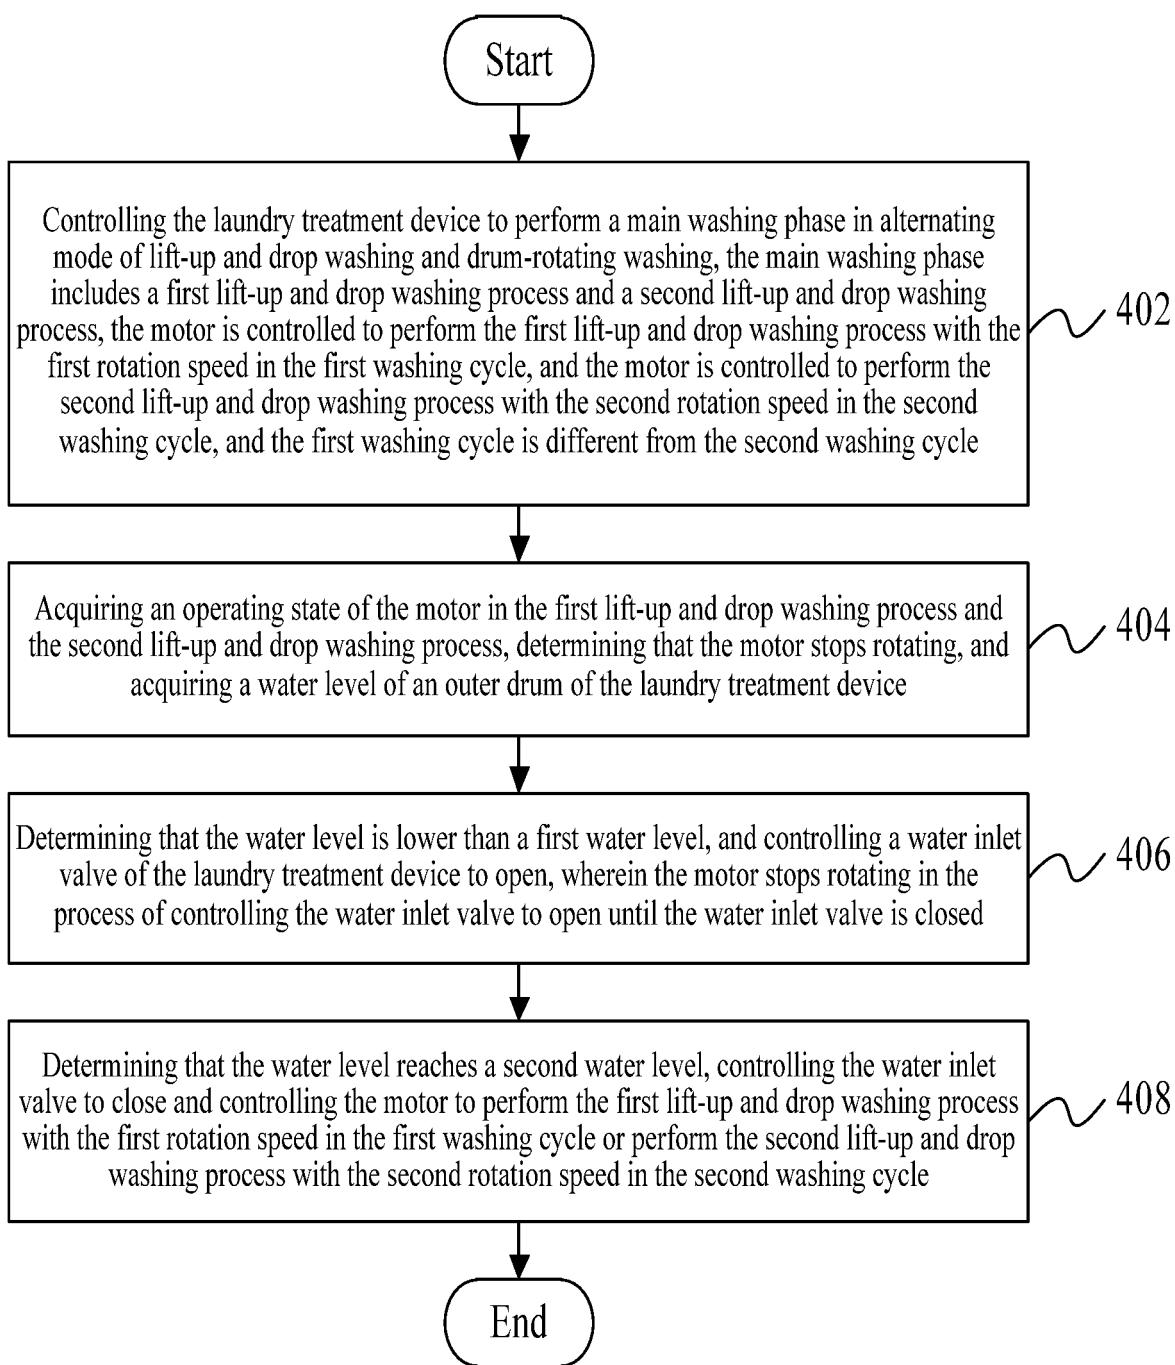 Start
Controlling the laundry treatment device to perform a main washing phase in alternating
mode of lift-up and drop washing and drum-rotating washing, the main washing phase
includes a first lift-up and drop washing process and a second lift-up and drop washing
process, the motor is controlled to perform the first lift-up and drop washing process with the
first rotation speed in the first washing cycle, and the motor is controlled to perform the
second lift-up and drop washing process with the second rotation speed in the second
washing cycle, and the first washing cycle is different from the second washing cycle
402
Acquiring an operating state of the motor in the first lift-up and drop washing process and
the second lift-up and drop washing process, determining that the motor stops rotating, and
acquiring a water level of an outer drum of the laundry treatment device
404
Determining that the water level is lower than a first water level, and controlling a water inlet
valve of the laundry treatment device to open, wherein the motor stops rotating in the
process of controlling the water inlet valve to open until the water inlet valve is closed
406
Determining that the water level reaches a second water level, controlling the water inlet
valve to close and controlling the motor to perform the first lift-up and drop washing process
with the first rotation speed in the first washing cycle or perform the second lift-up and drop
washing process with the second rotation speed in the second washing cycle
408
End